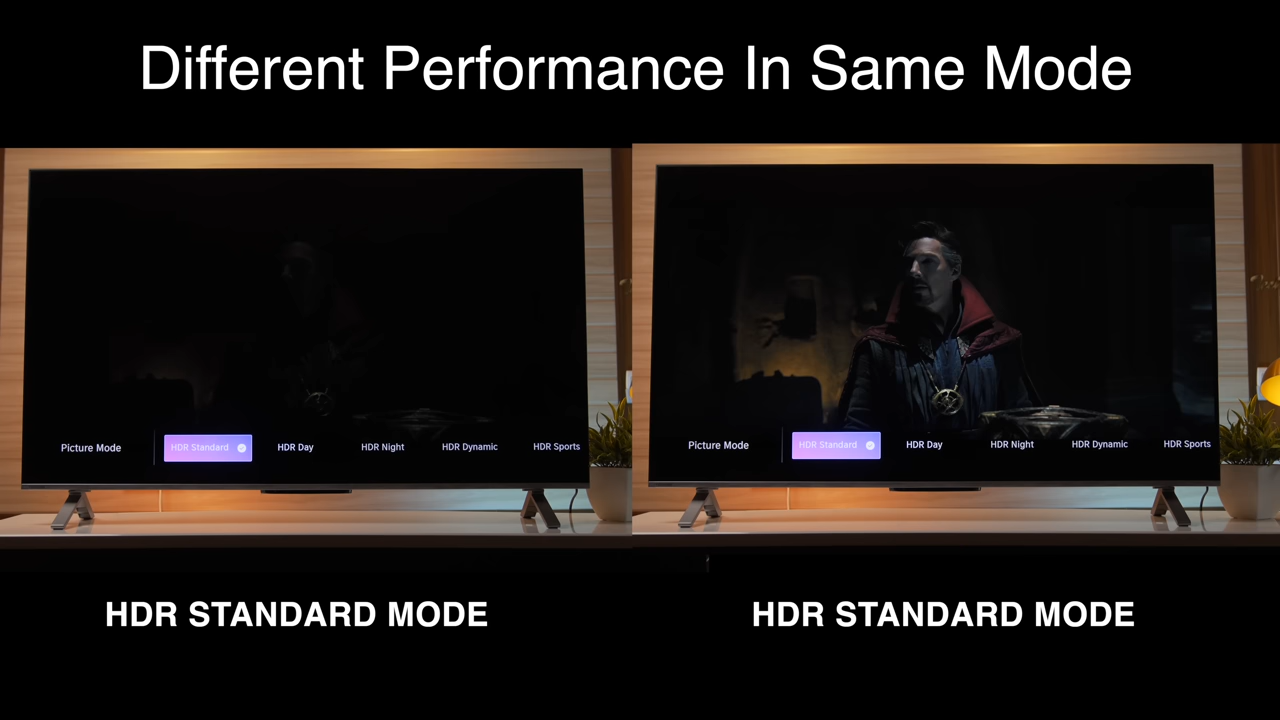 Different Performance In Same Mode
Picture Mode HDR Standard HDR Day HDR Night HDR Dynamic HDR Sports
Picture Mode HDR Standard HDR Day HDR Night HDR Dynamic HDR Sports
HDR STANDARD MODE
HDR STANDARD MODE